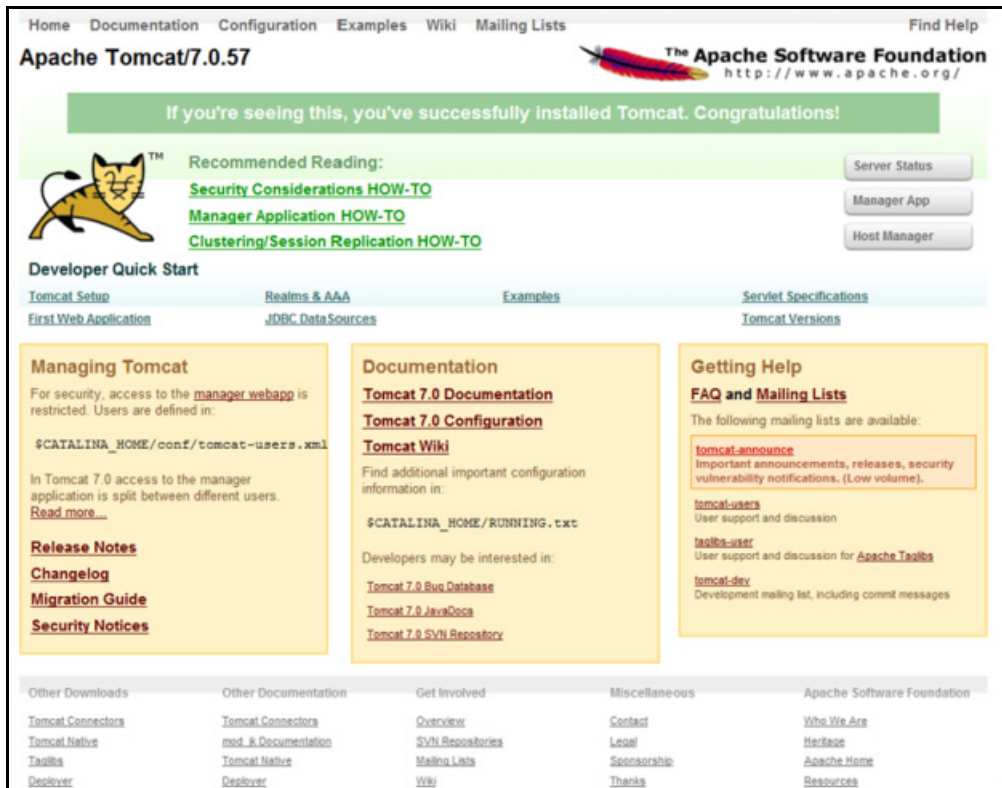 Home Documentation Configuration Examples Wiki Mailing Lists Find Help
Apache Tomcat/7.0.57
The Apache Software Foundation
http://www.apache.org/
If you're seeing this, you've successfully installed Tomcat. Congratulations!
TM
Recommended Reading:
Security Considerations HOW-TO
Manager Application HOW-TO
Clustering/Session Replication HOW-TO
Server Status
Manager App
Host Manager
Developer Quick Start
Tomcat Setup Realms & AAA Examples Servlet Specifications
First Web Application JDBC DataSources Tomcat Versions
Managing Tomcat
For security, access to the manager webapp is
restricted. Users are defined in:
$CATALINA_HOME/conf/tomcat-users.xml
In Tomcat 7.0 access to the manager
application is split between different users.
Read more...
Release Notes
Changelog
Migration Guide
Security Notices
Documentation
Tomcat 7.0 Documentation
Tomcat 7.0 Configuration
Tomcat Wiki
Find additional important configuration
information in:
$CATALINA_HOME/RUNNING.txt
Developers may be interested in:
Tomcat 7.0 Bug Database
Tomcat 7.0 JavaDocs
Tomcat 7.0 SVN Repository
Getting Help
FAQ and Mailing Lists
The following mailing lists are available:
tomcat-announce
Important announcements, releases, security
vulnerability notifications. (Low volume).
tomcat-users
User support and discussion
taglibs-user
User support and discussion for Apache Taglibs
tomcat-dev
Development mailing list, including commit messages
Other Downloads
Tomcat Connectors
Tomcat Native
Taglibs
Deployer
Other Documentation
Tomcat Connectors
mod_jk Documentation
Tomcat Native
Deployer
Get Involved
Overview
SVN Repositories
Mailing Lists
Wiki
Miscellaneous
Contact
Legal
Sponsorship
Thanks
Apache Software Foundation
Who We Are
Heritage
Apache Home
Resources